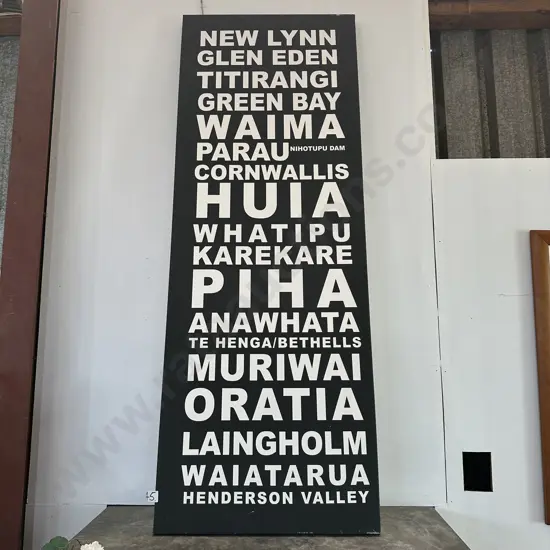 NEW LYNN
GLEN EDEN
TITIRANGI
GREEN BAY
WAIMA
PARAU NIHOTUPU DAM
CORNWALLIS
HUIA
WHATIPU
KAREKARE
PIHA
ANAWHATA
TE HENGA/BETHELLS
MURIWAI
ORATIA
LAINGHOLM
WAIATARUA
HENDERSON VALLEY